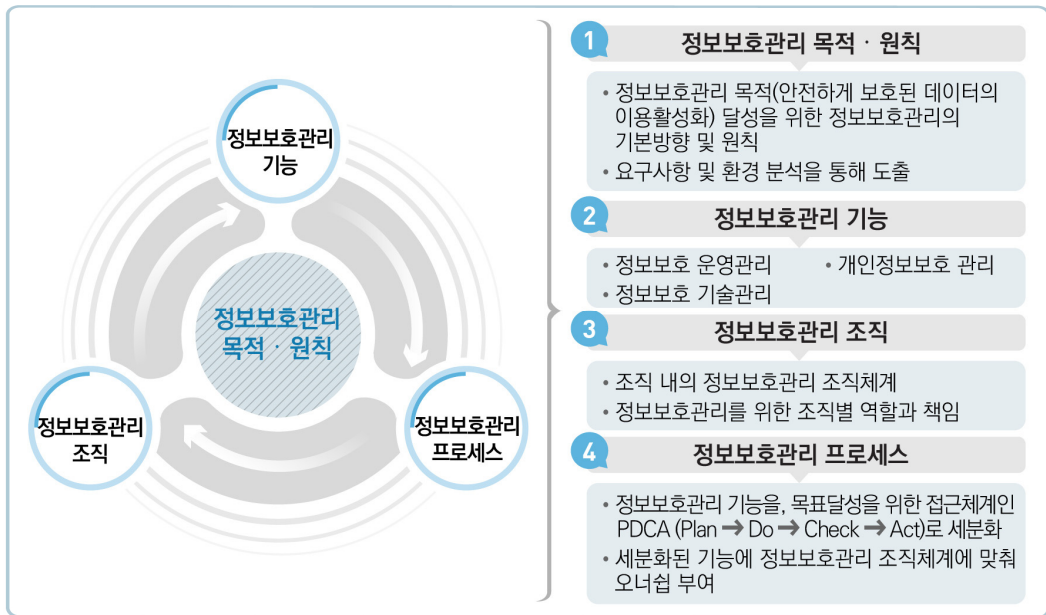 정보보호관리
기능
정보보호관리
목적 · 원칙
정보보호관리
조직
정보보호관리
프로세스
1 정보보호관리 목적 · 원칙
• 정보보호관리 목적(안전하게 보호된 데이터의
이용활성화) 달성을 위한 정보보호관리의
기본방향 및 원칙
• 요구사항 및 환경 분석을 통해 도출
2 정보보호관리 기능
• 정보보호 운영관리 • 개인정보보호 관리
• 정보보호 기술관리
3 정보보호관리 조직
• 조직 내의 정보보호관리 조직체계
• 정보보호관리를 위한 조직별 역할과 책임
4 정보보호관리 프로세스
• 정보보호관리 기능을, 목표달성을 위한 접근체계인
PDCA (Plan ➔ Do ➔ Check ➔ Act)로 세분화
• 세분화된 기능에 정보보호관리 조직체계에 맞춰
오너쉽 부여